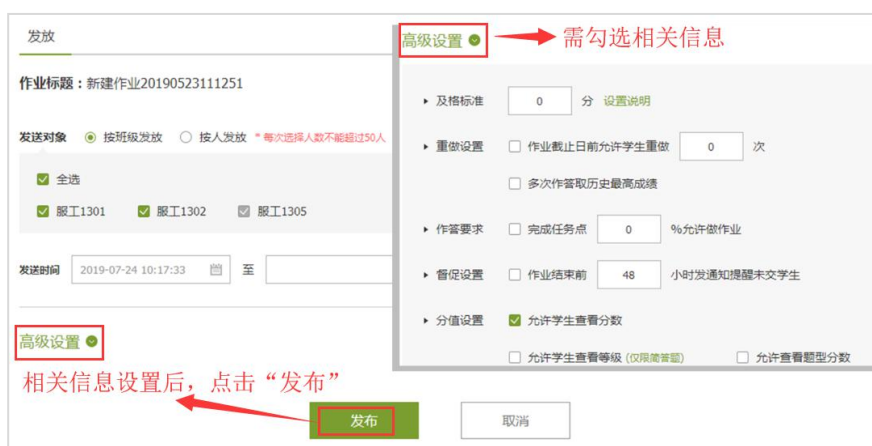 发放
作业标题：新建作业20190523111251
发送对象 按班级发放 按人发放 *每次选择人数不能超过50人
全选
服工1301 服工1302 服工1305
发送时间 2019-07-24 10:17:33 至
高级设置
相关信息设置后，点击“发布”
发布 取消
高级设置 需勾选相关信息
及格标准 0 分 设置说明
重做设置 作业截止日前允许学生重做 0 次
多次作答取历史最高成绩
作答要求 完成任务点 0 %允许做作业
督促设置 作业结束前 48 小时发通知提醒未交学生
分值设置 允许学生查看分数
允许学生查看等级 (仅限简答题) 允许查看题型分数